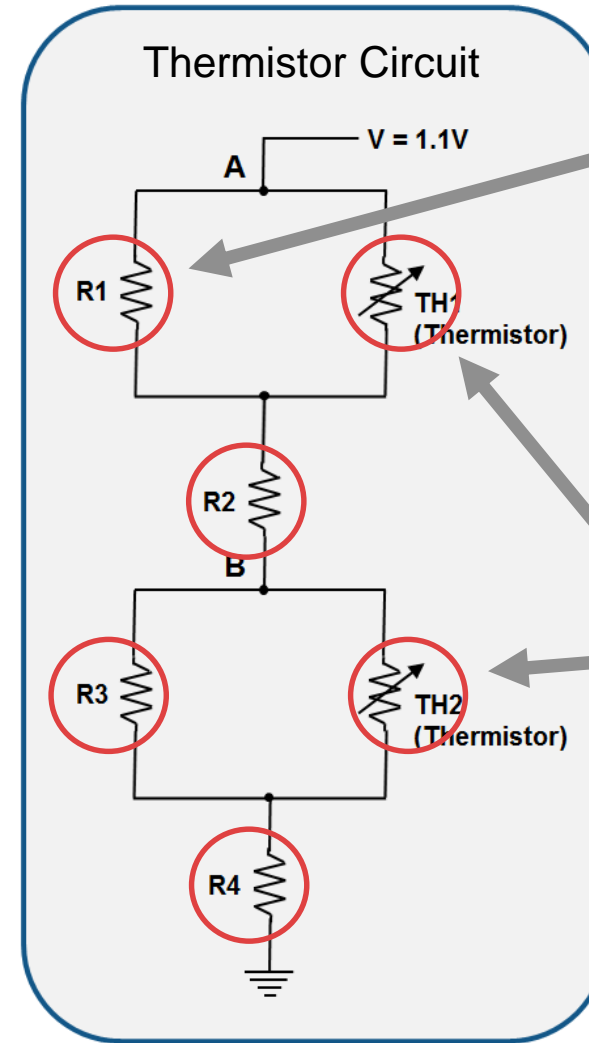 Thermistor Circuit
V = 1.1V
A
R1
TH1
(Thermistor)
R2
B
R3
TH2
(Thermistor)
R4